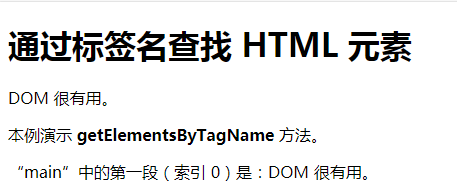 通过标签名查找 HTML 元素
DOM 很有用。
本例演示 getElementsByTagName 方法。
“main”中的第一段（索引 0）是：DOM 很有用。